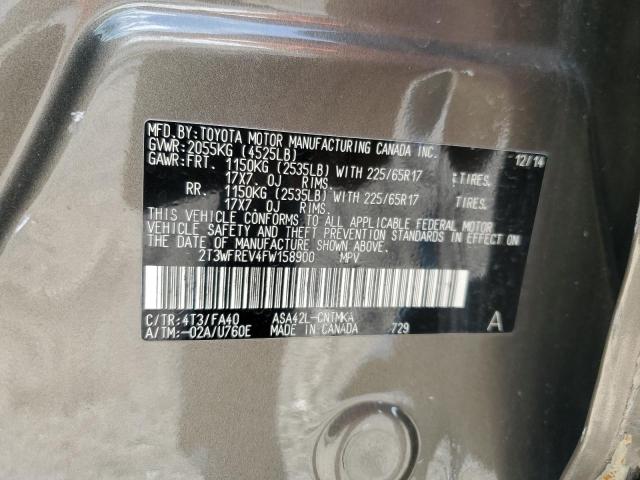 MFD.BY:TOYOTA MOTOR MANUFACTURING CANADA INC.
GVWR:2055KG (4525LB) 12/14
GAWR:FRT. 1150KG (2535LB) WITH 225/65R17 TIRES.
17X7.0J RIMS.
RR. 1150KG (2535LB) WITH 225/65R17 TIRES.
17X7.0J RIMS.
THIS VEHICLE CONFORMS TO ALL APPLICABLE FEDERAL MOTOR
VEHICLE SAFETY AND THEFT PREVENTION STANDARDS IN EFFECT ON
THE DATE OF MANUFACTURE SHOWN ABOVE.
2T3WFREV4FW158900 MPV
C/TR:4T3/FA40 ASA42L-CNTMKA
A/TM:-02A/U760E MADE IN CANADA 729 A